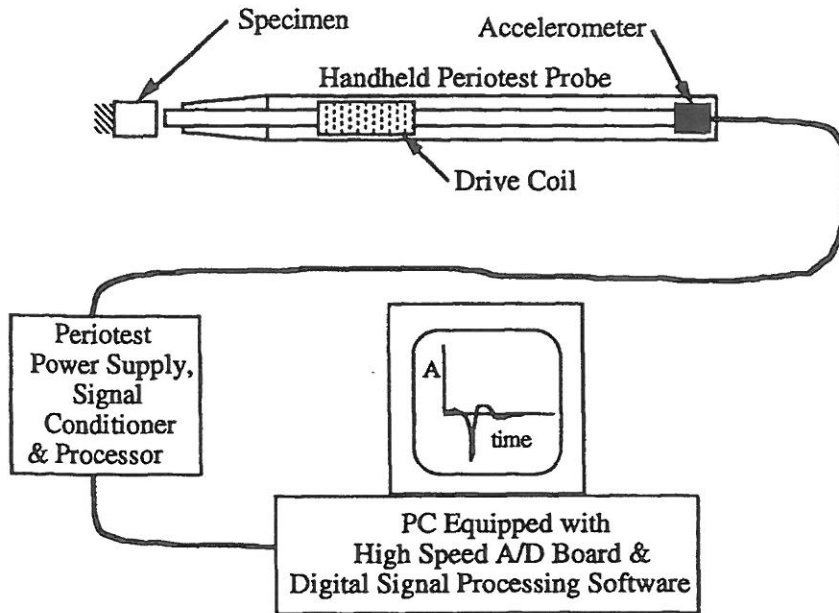 Specimen
Accelerometer
Handheld Periotest Probe
Drive Coil
Periotest
Power Supply,
Signal
Conditioner
& Processor
A
time
PC Equipped with
High Speed A/D Board &
Digital Signal Processing Software